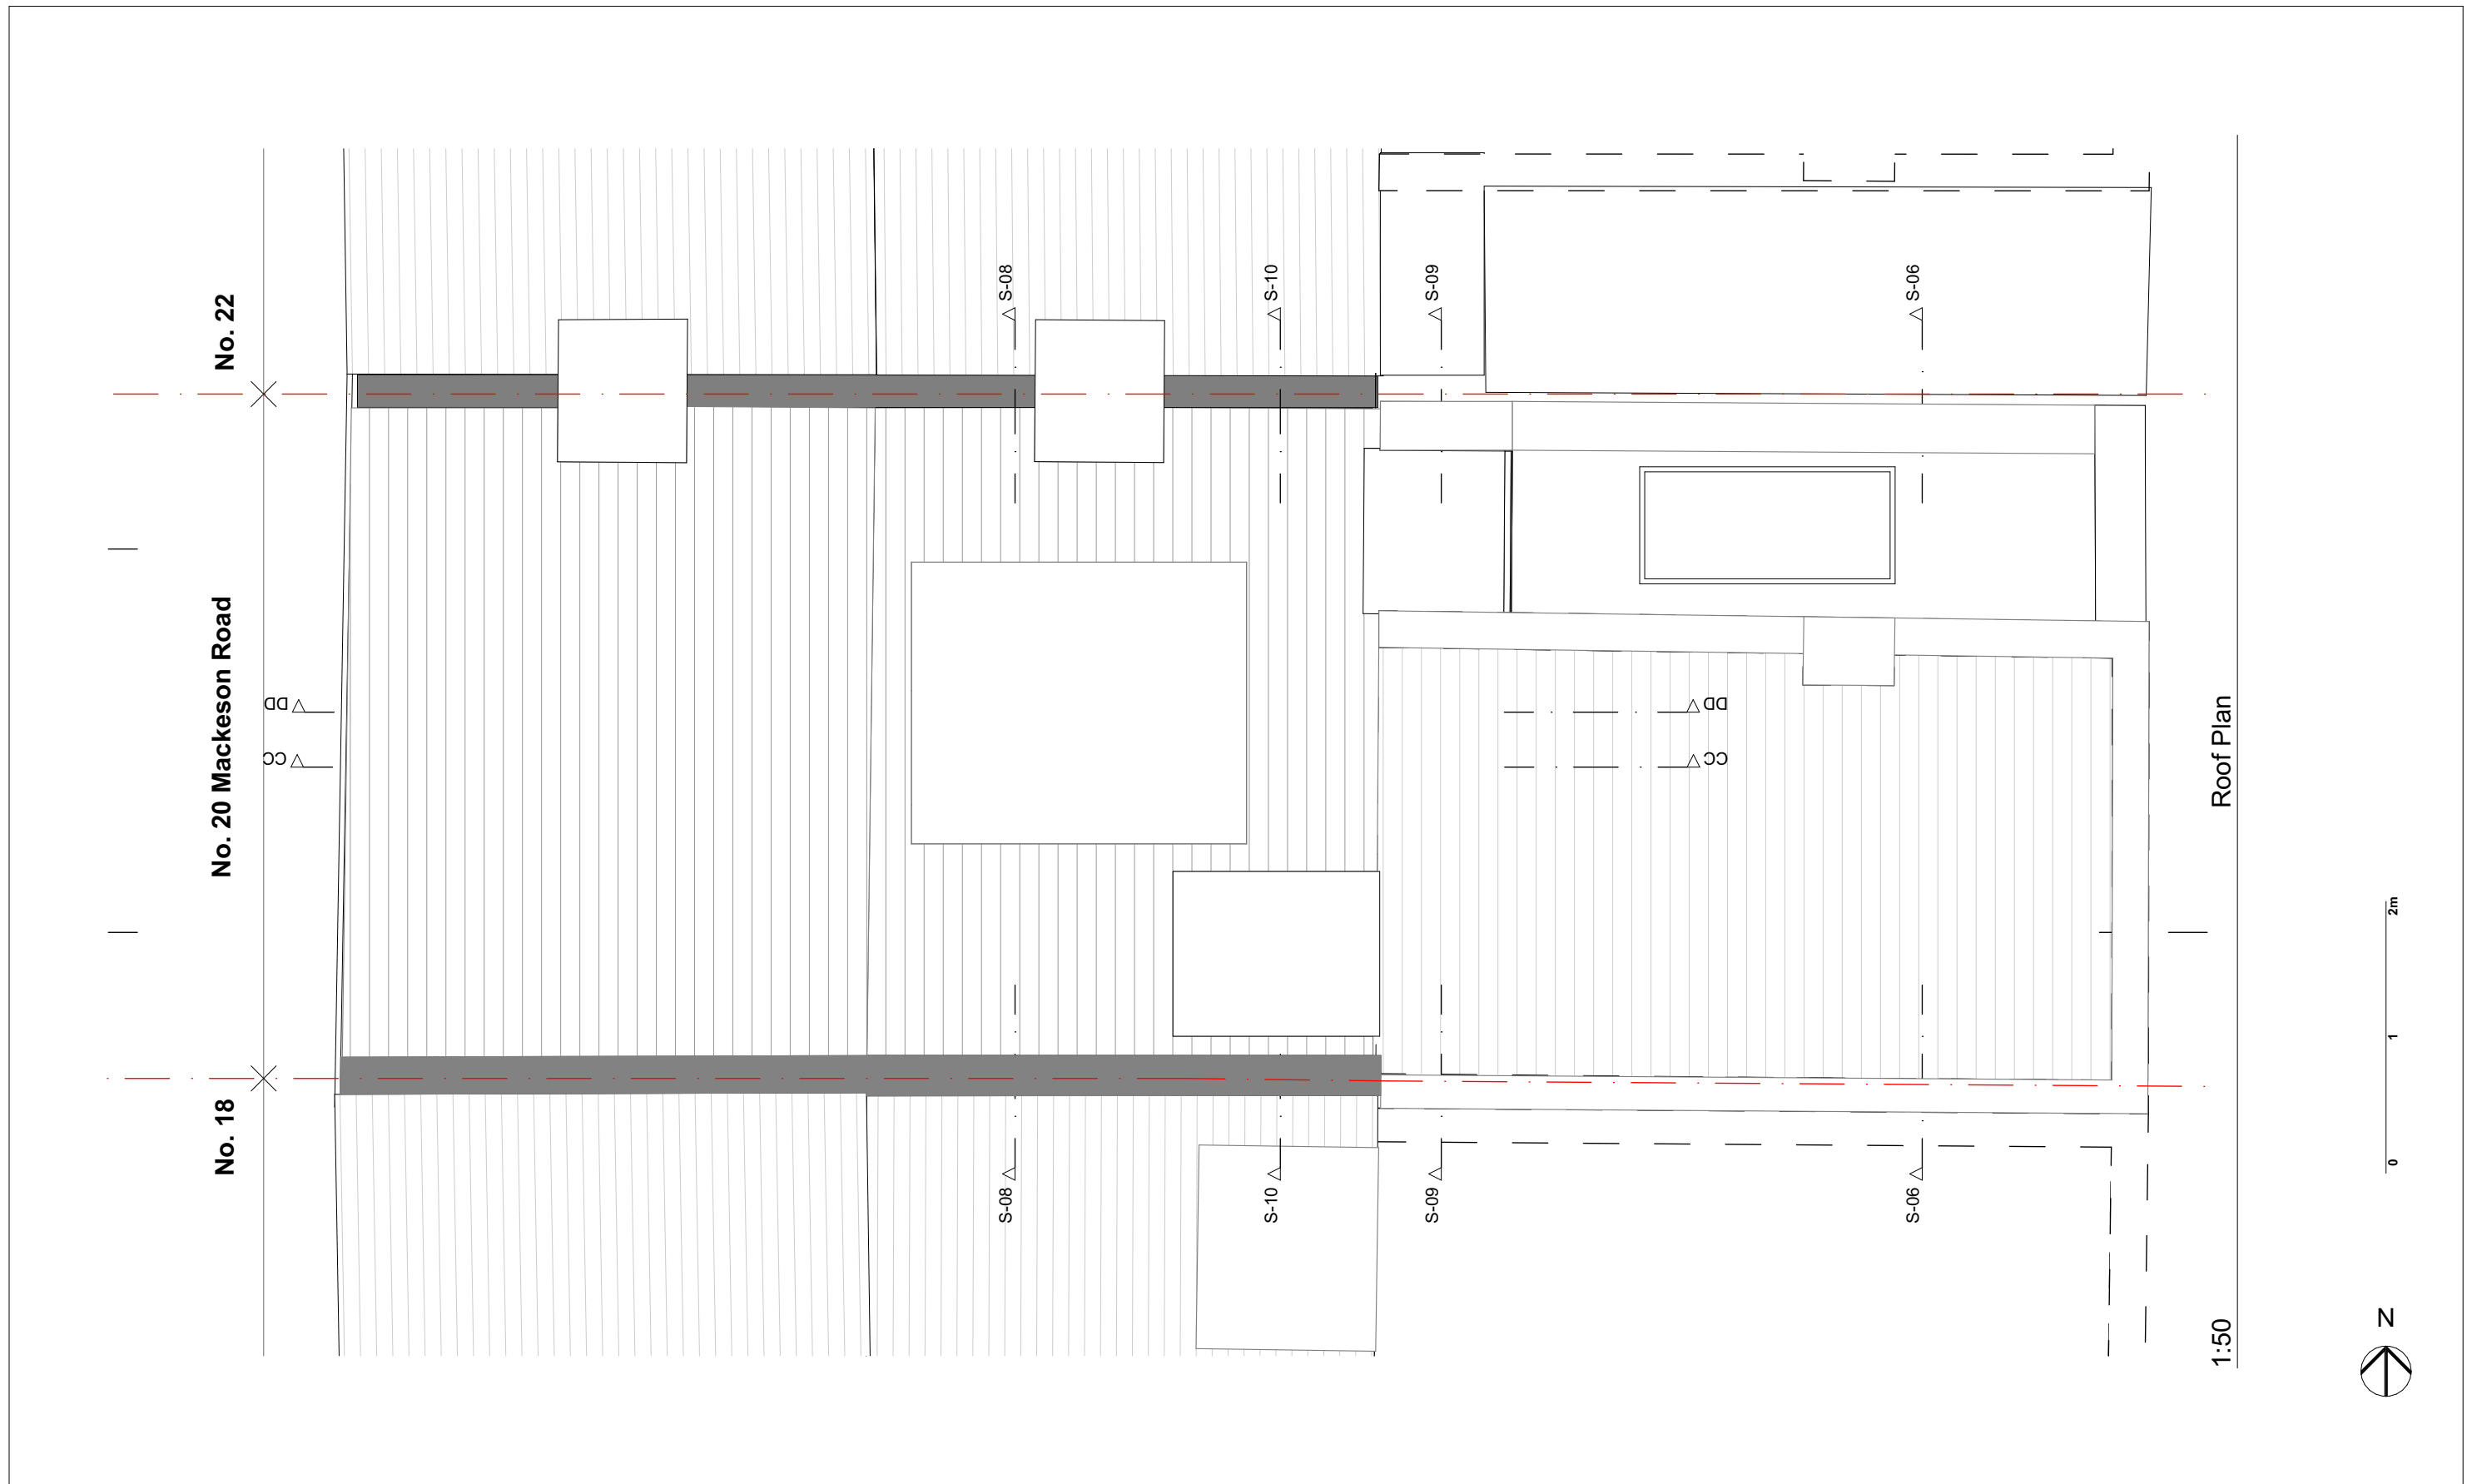 No. 22
No. 20 Mackeson Road
No. 18
S-08
S-10
S-09
S-06
DD
CC
DD
CC
S-08
S-10
S-09
S-06
Roof Plan
1:50
2m
1
0
N